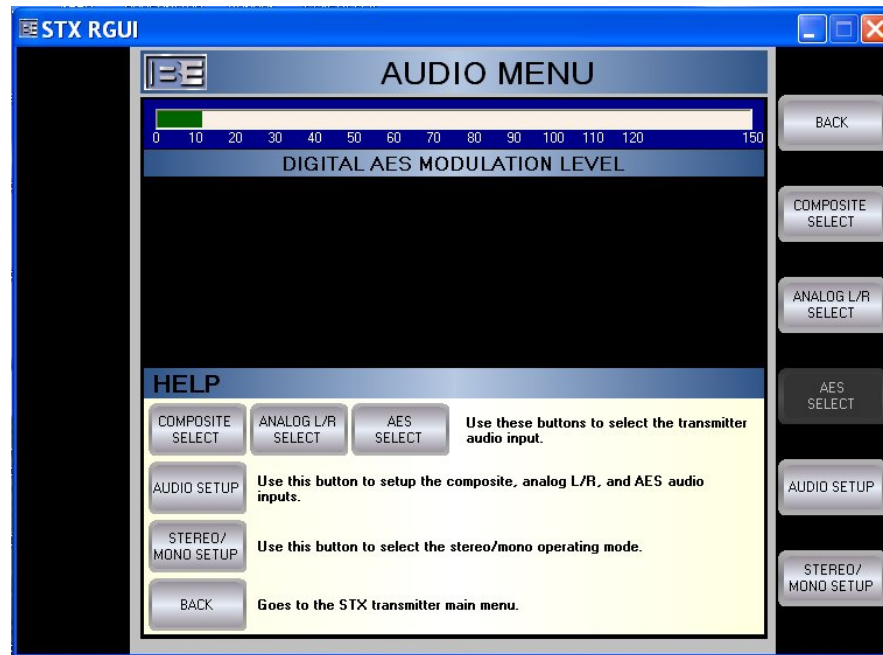 STX RGUI
BE
AUDIO MENU
0 10 20 30 40 50 60 70 80 90 100 110 120 150
DIGITAL AES MODULATION LEVEL
HELP
COMPOSITE
SELECT
ANALOG L/R
SELECT
AES
SELECT
Use these buttons to select the transmitter
audio input.
AUDIO SETUP
Use this button to setup the composite, analog L/R, and AES audio
inputs.
STEREO/
MONO SETUP
Use this button to select the stereo/mono operating mode.
BACK
Goes to the STX transmitter main menu.
BACK
COMPOSITE
SELECT
ANALOG L/R
SELECT
AES
SELECT
AUDIO SETUP
STEREO/
MONO SETUP